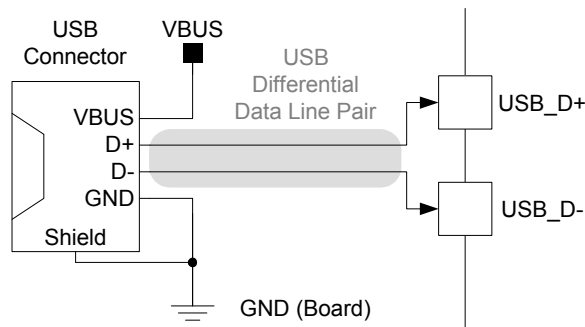 USB
Connector
VBUS
USB
Differential
Data Line Pair
VBUS
D+
D-
GND
Shield
USB_D+
USB_D-
GND (Board)